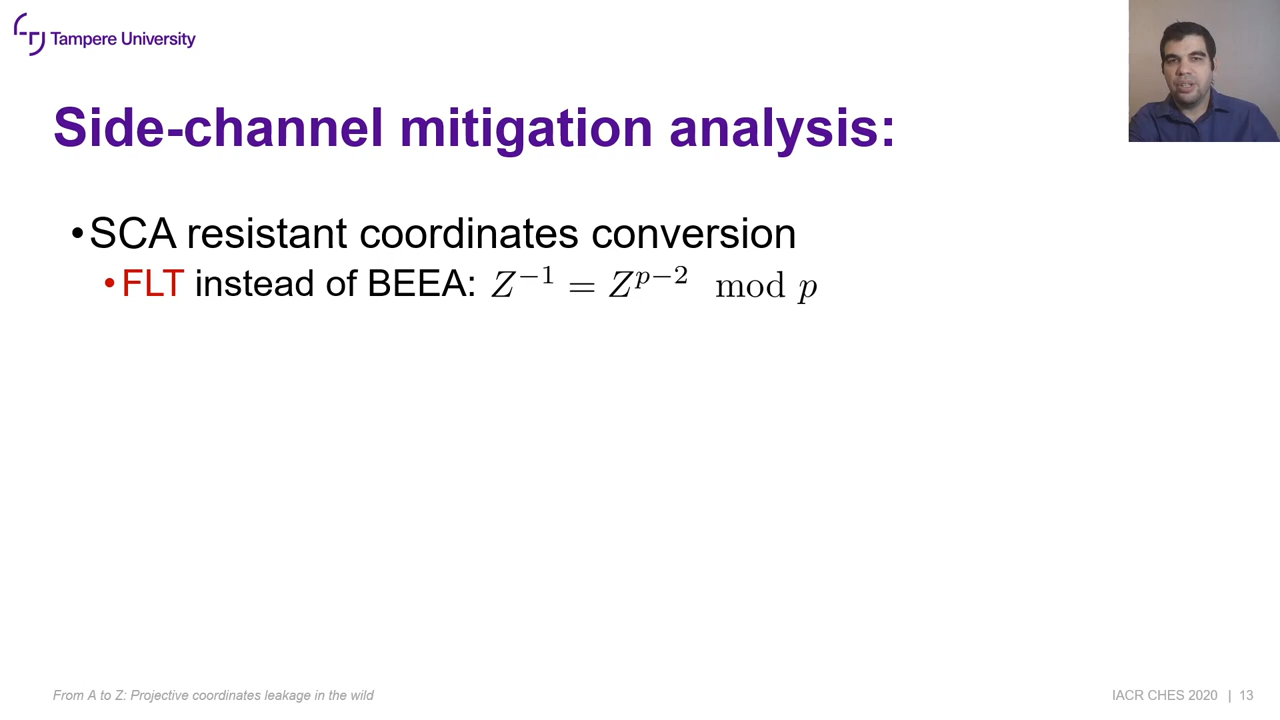 Tampere University
Side-channel mitigation analysis:
•SCA resistant coordinates conversion
•FLT instead of BEEA: Z⁻¹ = Zᵖ⁻² mod p
From A to Z: Projective coordinates leakage in the wild
IACR CHES 2020 | 13